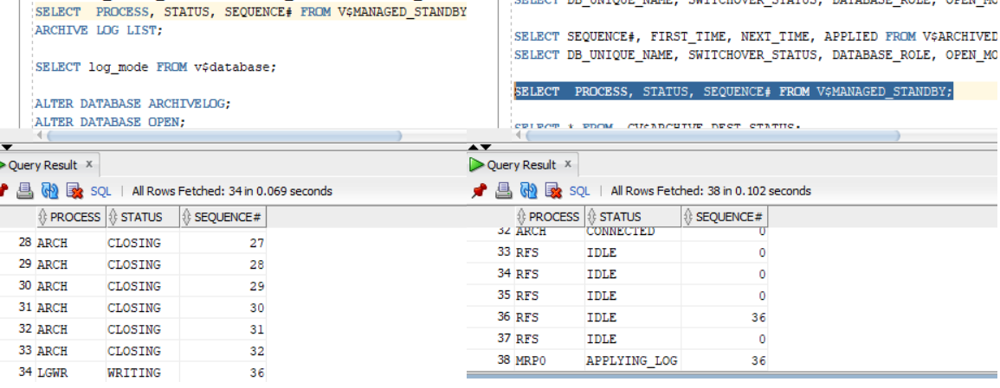 SELECT PROCESS, STATUS, SEQUENCE# FROM V$MANAGED_STANDBY
ARCHIVE LOG LIST;
SELECT log_mode FROM v$database;
ALTER DATABASE ARCHIVELOG;
ALTER DATABASE OPEN;
Query Result x
SQL | All Rows Fetched: 34 in 0.069 seconds
PROCESS STATUS SEQUENCE#
28 ARCH CLOSING 27
29 ARCH CLOSING 28
30 ARCH CLOSING 29
31 ARCH CLOSING 30
32 ARCH CLOSING 31
33 ARCH CLOSING 32
34 LGWR WRITING 36
SELECT DB_UNIQUE_NAME, SWITCHOVER_STATUS, DATABASE_ROLE, OPEN_MO
SELECT SEQUENCE#, FIRST_TIME, NEXT_TIME, APPLIED FROM V$ARCHIVED
SELECT DB_UNIQUE_NAME, SWITCHOVER_STATUS, DATABASE_ROLE, OPEN_MO
SELECT PROCESS, STATUS, SEQUENCE# FROM V$MANAGED_STANDBY;
SELECT * FROM GV$ARCHIVE_DEST_STATUS;
Query Result x
SQL | All Rows Fetched: 38 in 0.102 seconds
PROCESS STATUS SEQUENCE#
32 ARCH CONNECTED 0
33 RFS IDLE 0
34 RFS IDLE 0
35 RFS IDLE 0
36 RFS IDLE 36
37 RFS IDLE 0
38 MRP0 APPLYING_LOG 36